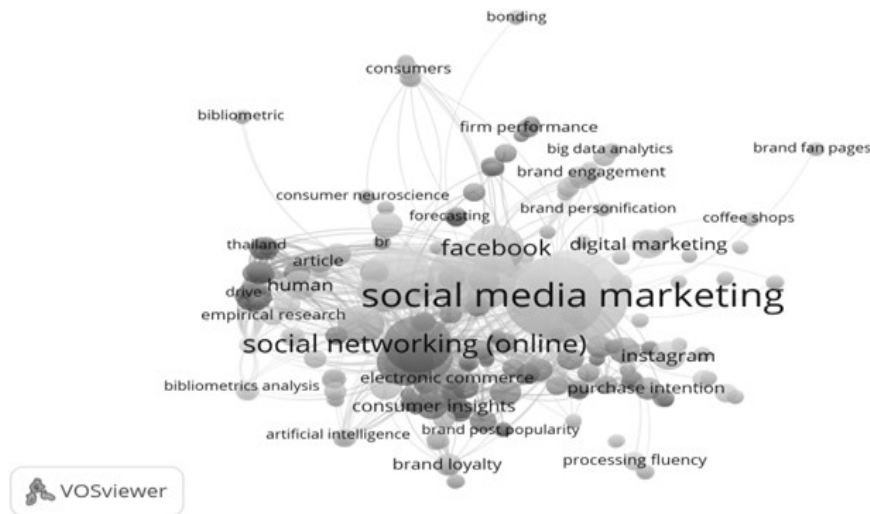 bonding
consumers
bibliometric
firm performance
big data analytics
brand fan pages
brand engagement
consumer neuroscience
brand personification
forecasting
coffee shops
thailand
br
facebook
digital marketing
article
drive
human
social media marketing
empirical research
social networking (online)
instagram
electronic commerce
bibliometrics analysis
purchase intention
consumer insights
brand post popularity
artificial intelligence
brand loyalty
processing fluency
VOSviewer